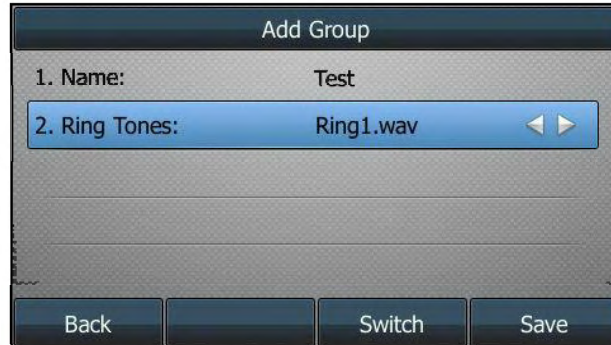 Add Group
1. Name: Test
2. Ring Tones: Ring1.wav
Back Switch Save